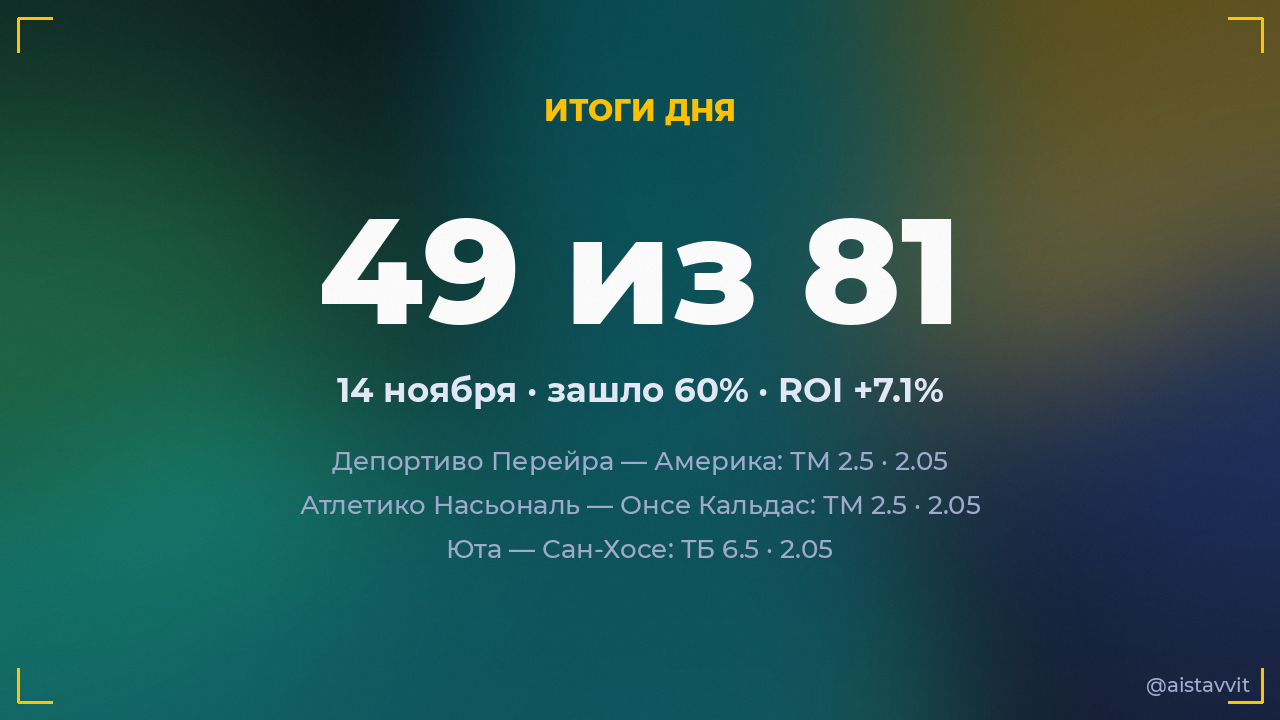 ИТОГИ ДНЯ
49 из 81
14 ноября · зашло 60% · ROI +7.1%
Депортиво Перейра — Америка: ТМ 2.5 · 2.05
Атлетико Насьональ — Онсе Кальдас: ТМ 2.5 · 2.05
Юта — Сан-Хосе: ТБ 6.5 · 2.05
@aistavvit